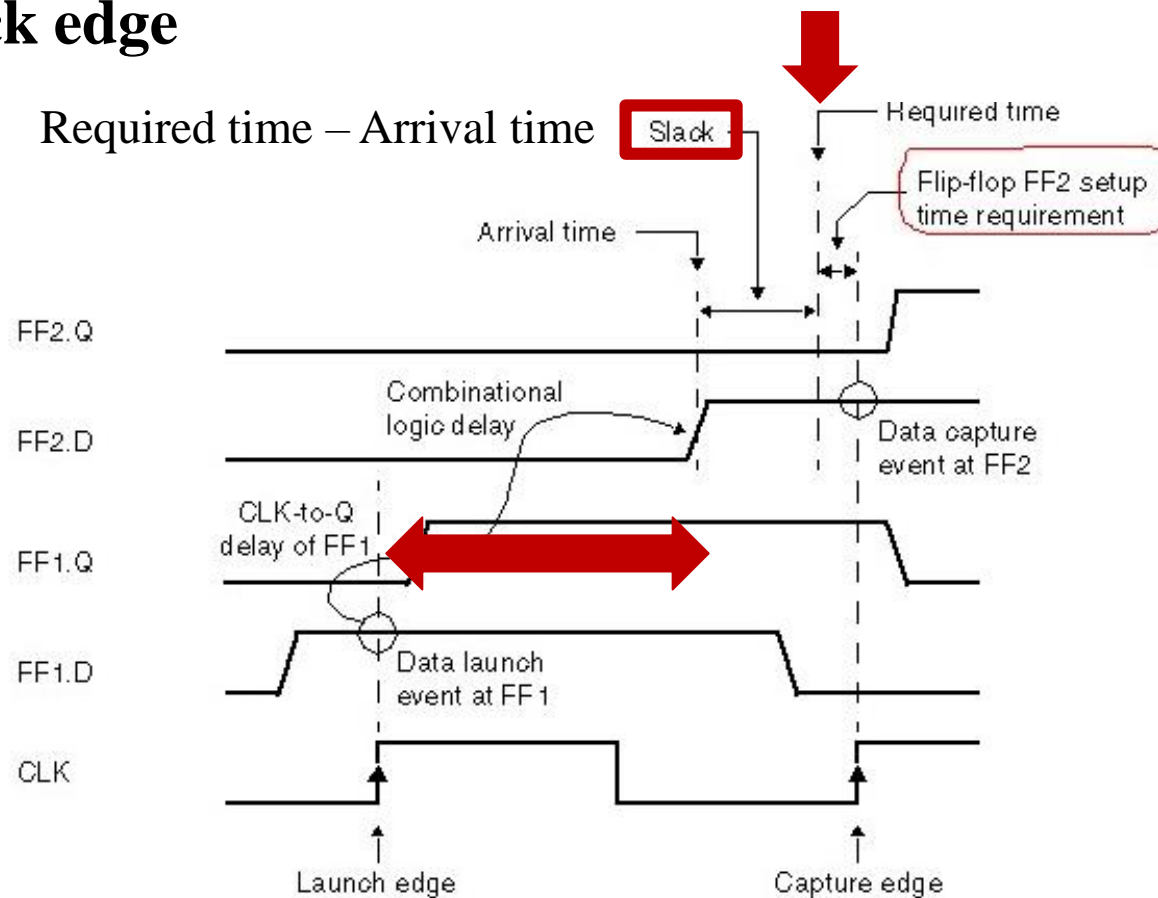 ck edge
Required time – Arrival time
Slack
Required time
Flip-flop FF2 setup
time requirement
Arrival time
FF2.Q
Combinational
logic delay
FF2.D
Data capture
event at FF2
CLK-to-Q
delay of FF1
FF1.Q
Data launch
event at FF1
FF1.D
CLK
Launch edge
Capture edge